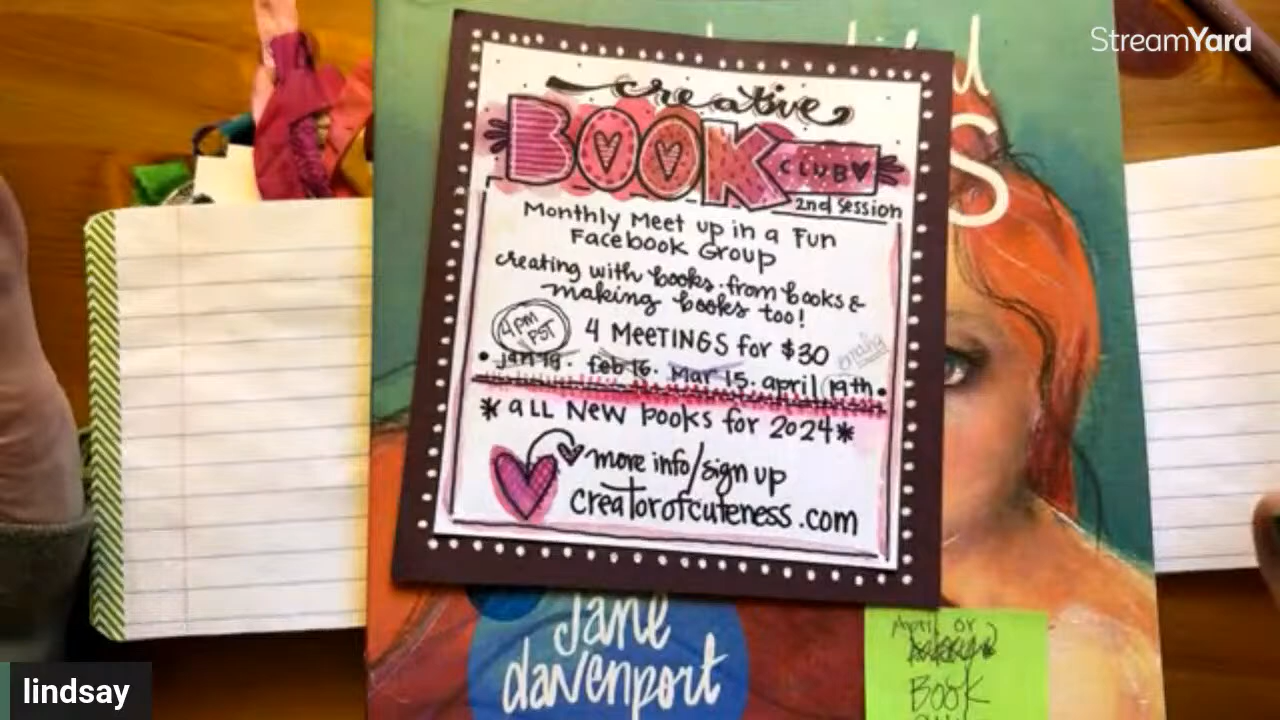 StreamYard
creative
BOOK CLUB
2nd Session
Monthly Meet up in a Fun
Facebook Group
creating with books from books &
making books too!
4pm PST
4 MEETINGS for $30
jan 19. feb 16. Mar 15. april 19th.
* all New books for 2024 *
more info/sign up
creatorofcuteness.com
Jane
davenport
April or
BOOK
lindsay